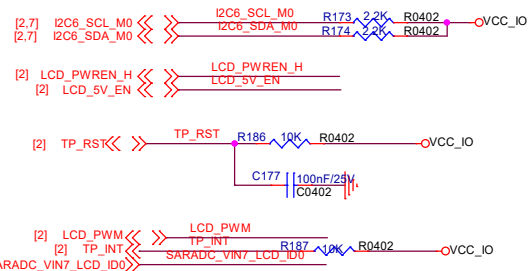 [2,7] I2C6_SCL_M0 I2C6_SCL_M0 R173 2.2K R0402 VCC_IO
[2,7] I2C6_SDA_M0 I2C6_SDA_M0 R174 2.2K R0402
[2] LCD_PWREN_H LCD_PWREN_H
[2] LCD_5V_EN LCD_5V_EN
[2] TP_RST TP_RST R186 10K R0402 VCC_IO
C177 100nF/25V
C0402
[2] LCD_PWM LCD_PWM
[2] TP_INT TP_INT R187 10K R0402 VCC_IO
SARADC_VIN7_LCD_ID0 SARADC_VIN7_LCD_ID0